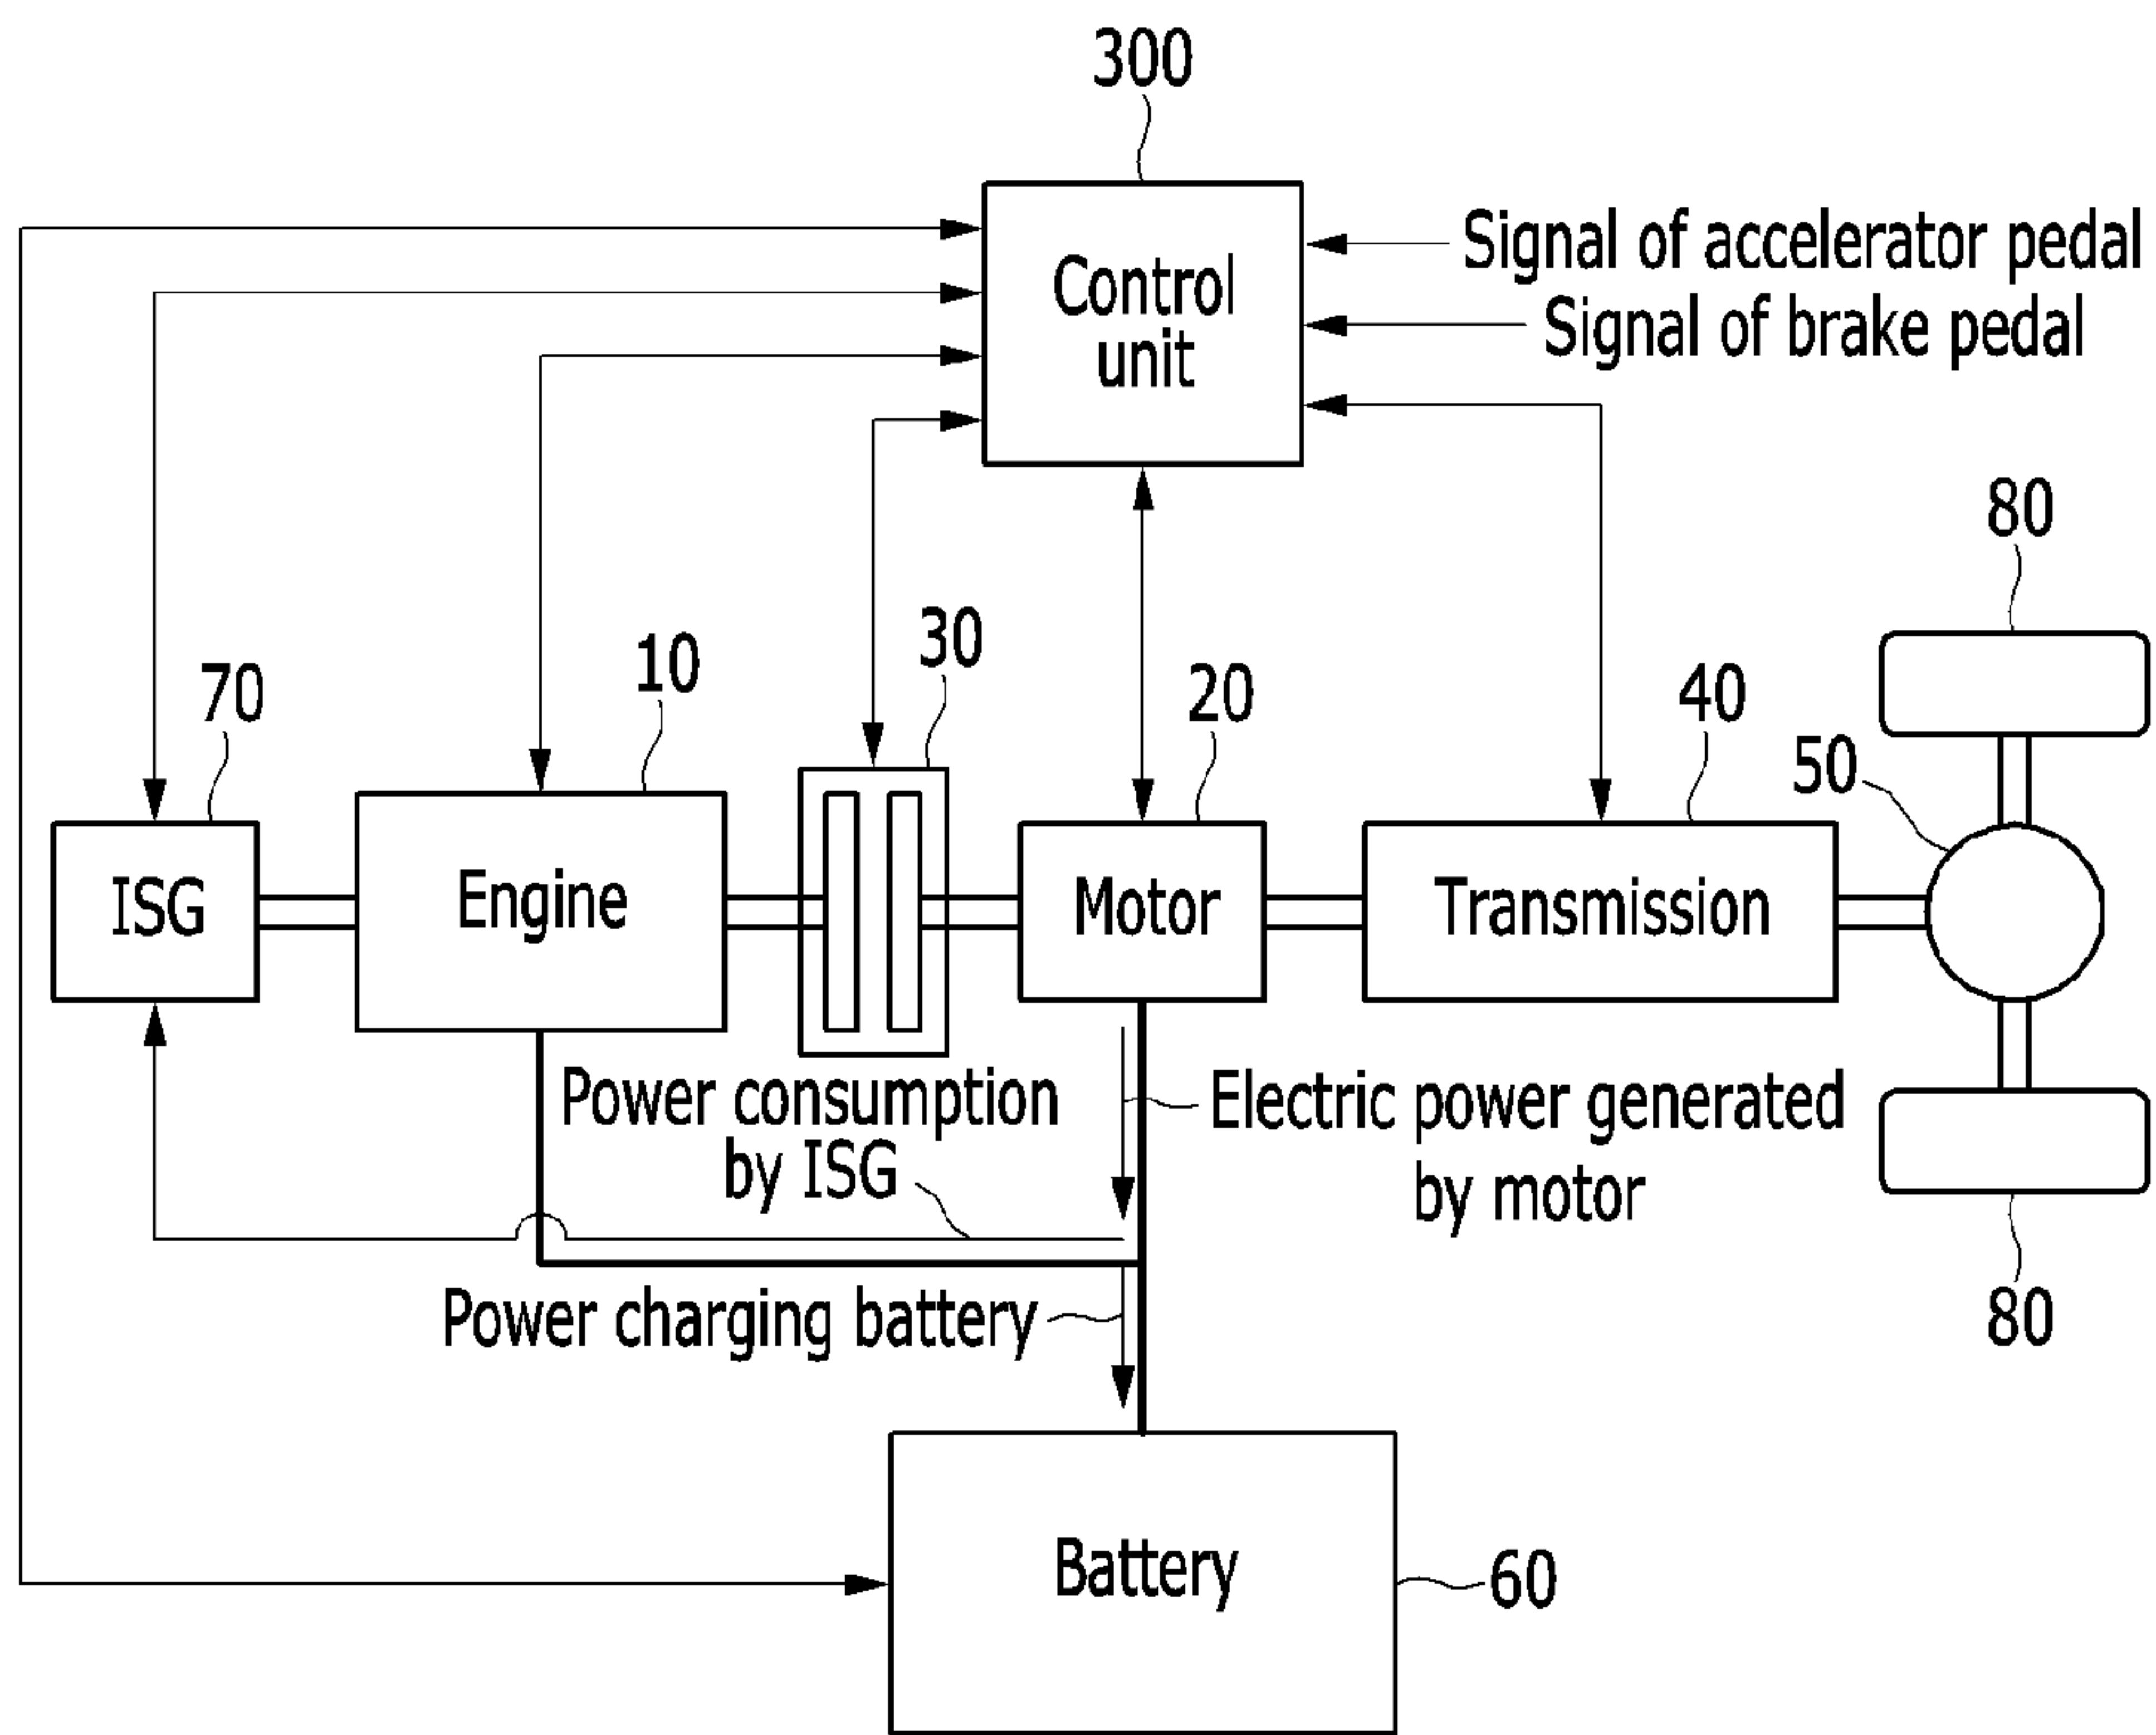 300
Signal of accelerator pedal
Control
unit
Signal of brake pedal
80
30
10
70
20
40
50
ISG
Engine
Motor
Transmission
Power consumption
by ISG
Electric power generated
by motor
Power charging battery
80
Battery
60